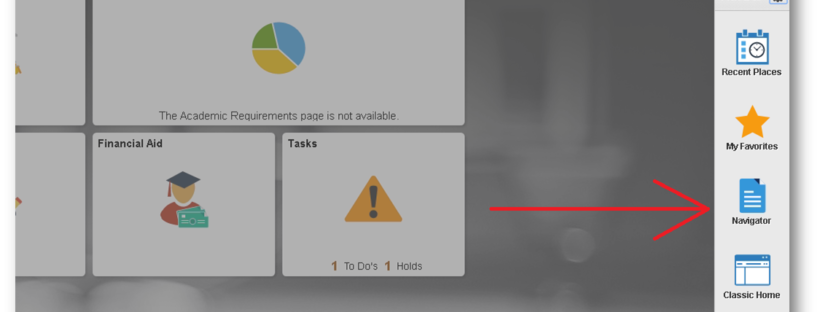 The Academic Requirements page is not available.
Financial Aid
Tasks
1 To Do's 1 Holds
Recent Places
My Favorites
Navigator
Classic Home